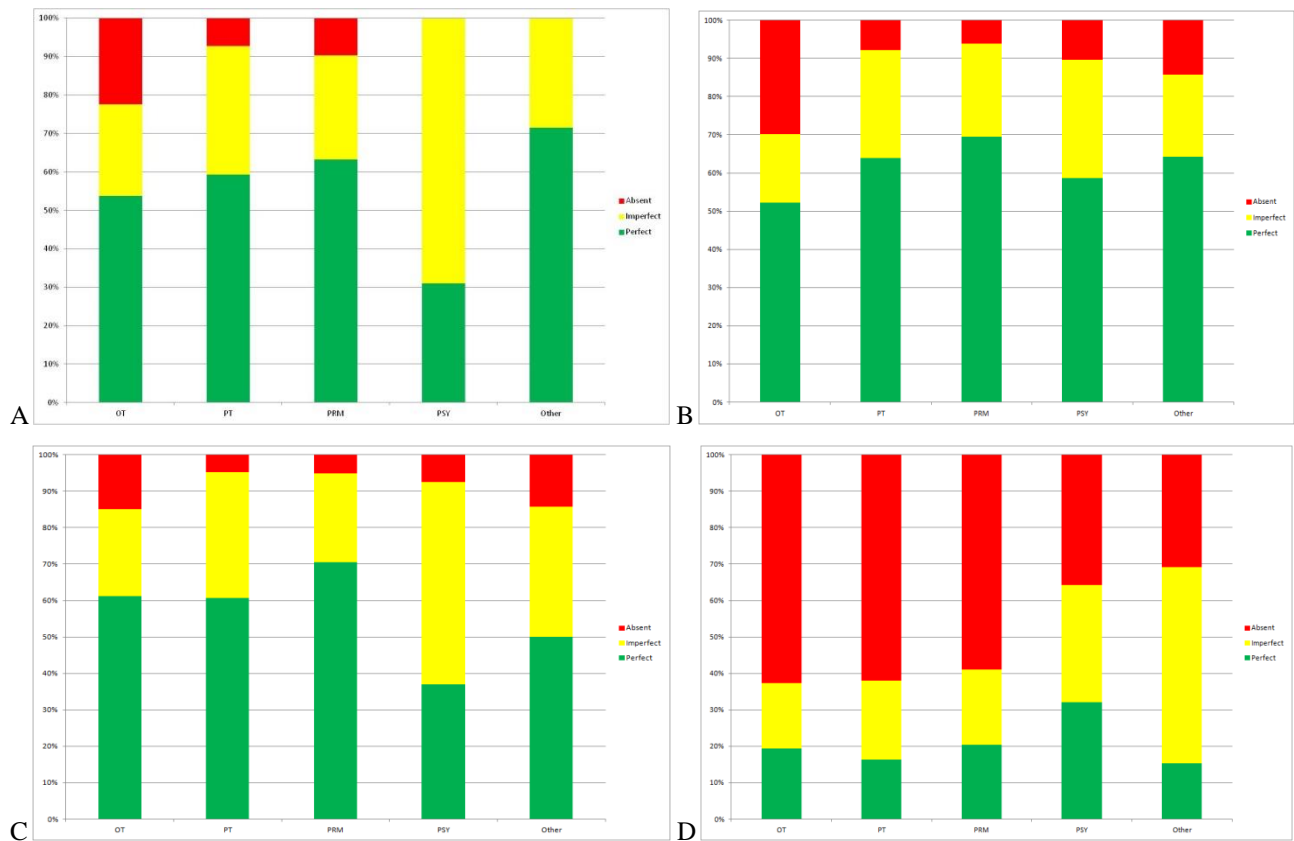 100%
90%
80%
70%
60%
50%
40%
30%
20%
10%
0%
OT PT PRM PSY Other
Absent
Imperfect
Perfect
A
100%
90%
80%
70%
60%
50%
40%
30%
20%
10%
0%
OT PT PRM PSY Other
Absent
Imperfect
Perfect
B
100%
90%
80%
70%
60%
50%
40%
30%
20%
10%
0%
OT PT PRM PSY Other
Absent
Imperfect
Perfect
C
100%
90%
80%
70%
60%
50%
40%
30%
20%
10%
0%
OT PT PRM PSY Other
Absent
Imperfect
Perfect
D